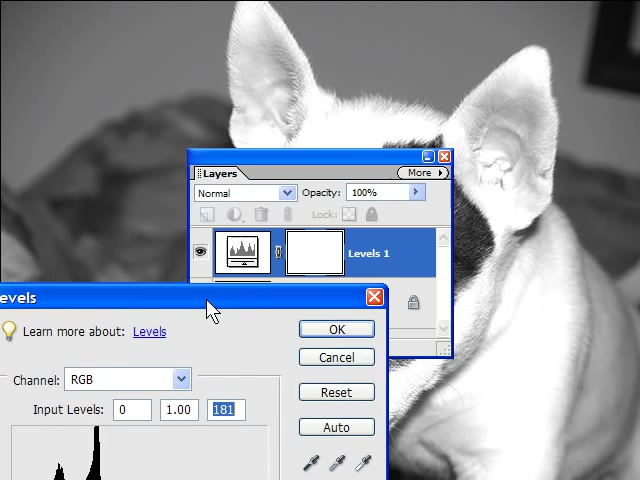 Layers
More
Normal
Opacity: 100%
Lock:
Levels 1
evels
Learn more about: Levels
OK
Cancel
Channel: RGB
Reset
Input Levels: 0 1.00 181
Auto